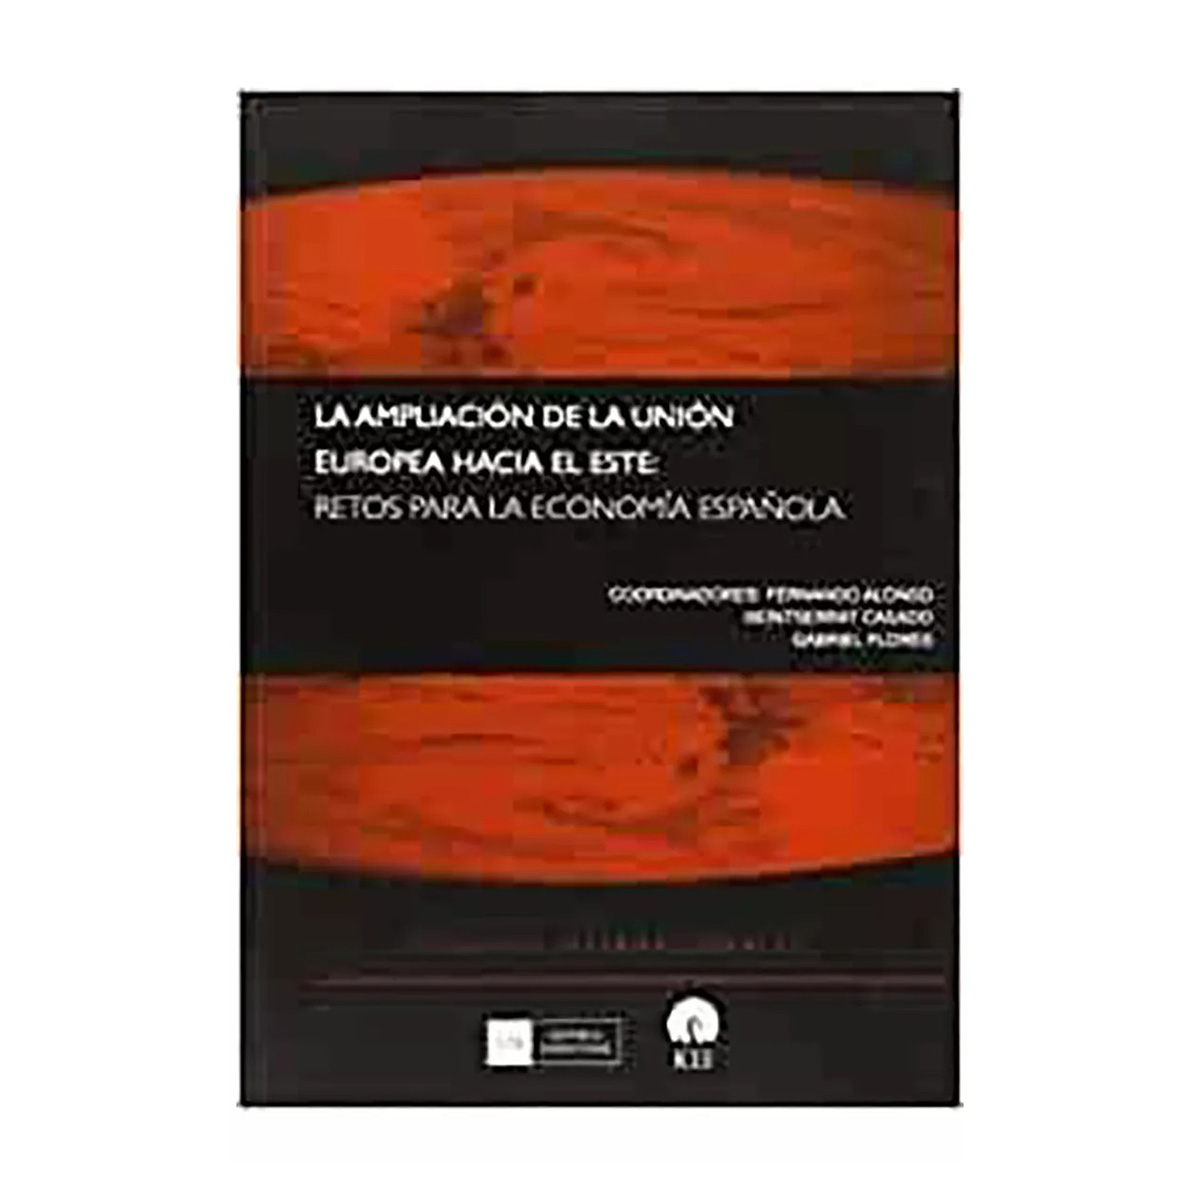 LA AMPLIACIÓN DE LA UNIÓN
EUROPEA HACIA EL ESTE:
RETOS PARA LA ECONOMÍA ESPAÑOLA
COORDINADORES: FERNANDO ALONSO
MONTSERRAT CASADO
GABRIEL FLORES